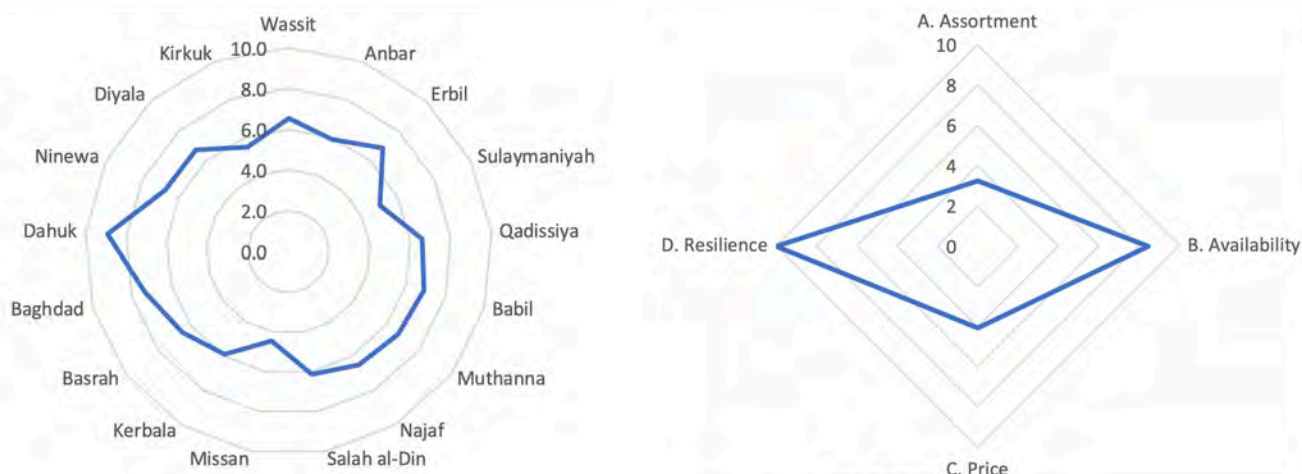 Wassit
10.0
Kirkuk
Anbar
8.0
Diyala
Erbil
6.0
Ninewa
4.0
Sulaymaniyah
2.0
Dahuk
Qadissiya
0.0
Baghdad
Babil
Basrah
Muthanna
Kerbala
Najaf
Missan
Salah al-Din
A. Assortment
10
8
6
4
2
D. Resilience
0
B. Availability
C. Price